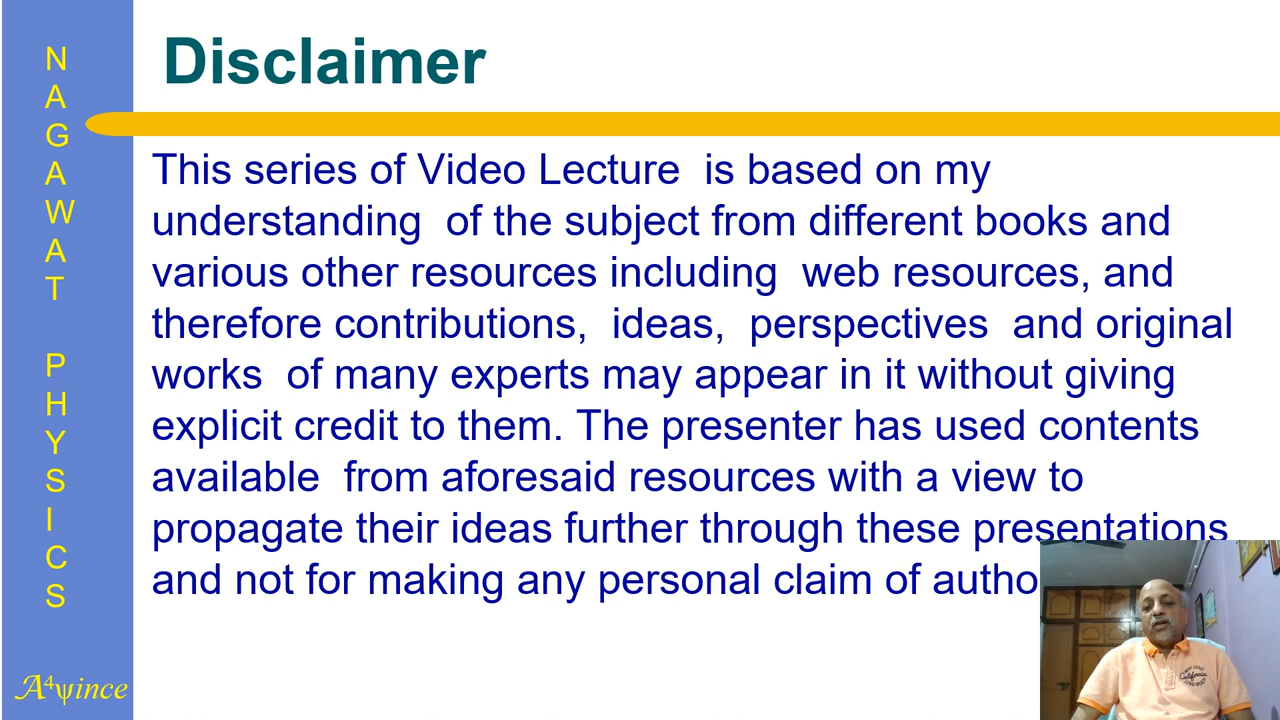 Disclaimer
N
A
G
A
W
A
T
P
H
Y
S
I
C
S
This series of Video Lecture is based on my
understanding of the subject from different books and
various other resources including web resources, and
therefore contributions, ideas, perspectives and original
works of many experts may appear in it without giving
explicit credit to them. The presenter has used contents
available from aforesaid resources with a view to
propagate their ideas further through these presentations
and not for making any personal claim of autho
A⁴ψince
California